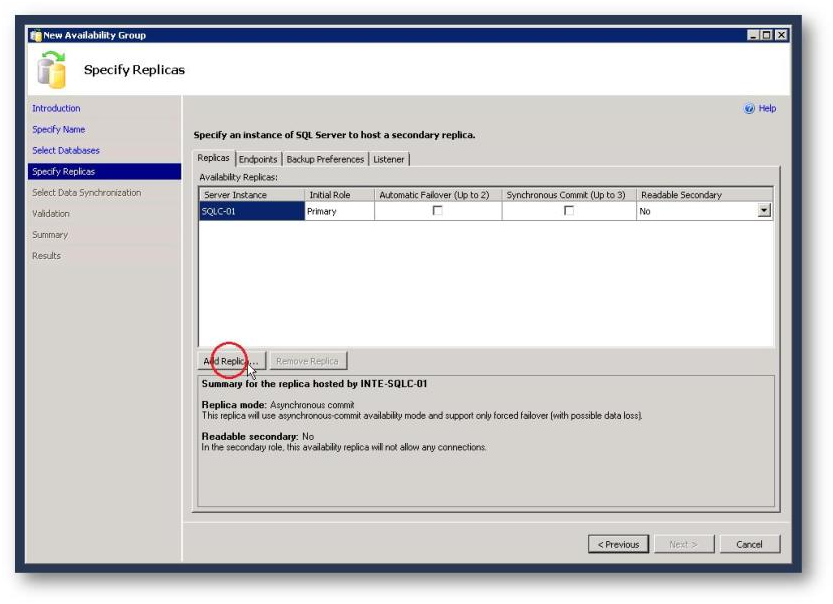 New Availability Group
Specify Replicas
Introduction
Specify Name
Select Databases
Specify Replicas
Select Data Synchronization
Validation
Summary
Results
Help
Specify an instance of SQL Server to host a secondary replica.
Replicas Endpoints Backup Preferences Listener
Availability Replicas:
Server Instance Initial Role Automatic Failover (Up to 2) Synchronous Commit (Up to 3) Readable Secondary
SQLC-01 Primary No
Add Replica... Remove Replica
Summary for the replica hosted by INTE-SQLC-01
Replica mode: Asynchronous commit
This replica will use asynchronous-commit availability mode and support only forced failover (with possible data loss).
Readable secondary: No
In the secondary role, this availability replica will not allow any connections.
< Previous Next > Cancel